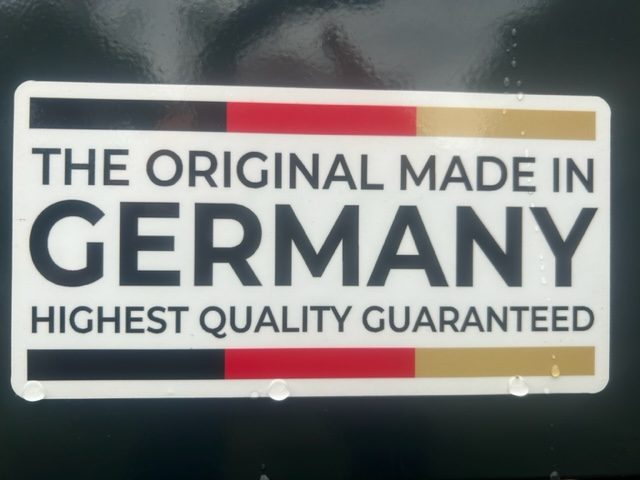 THE ORIGINAL MADE IN
GERMANY
HIGHEST QUALITY GUARANTEED